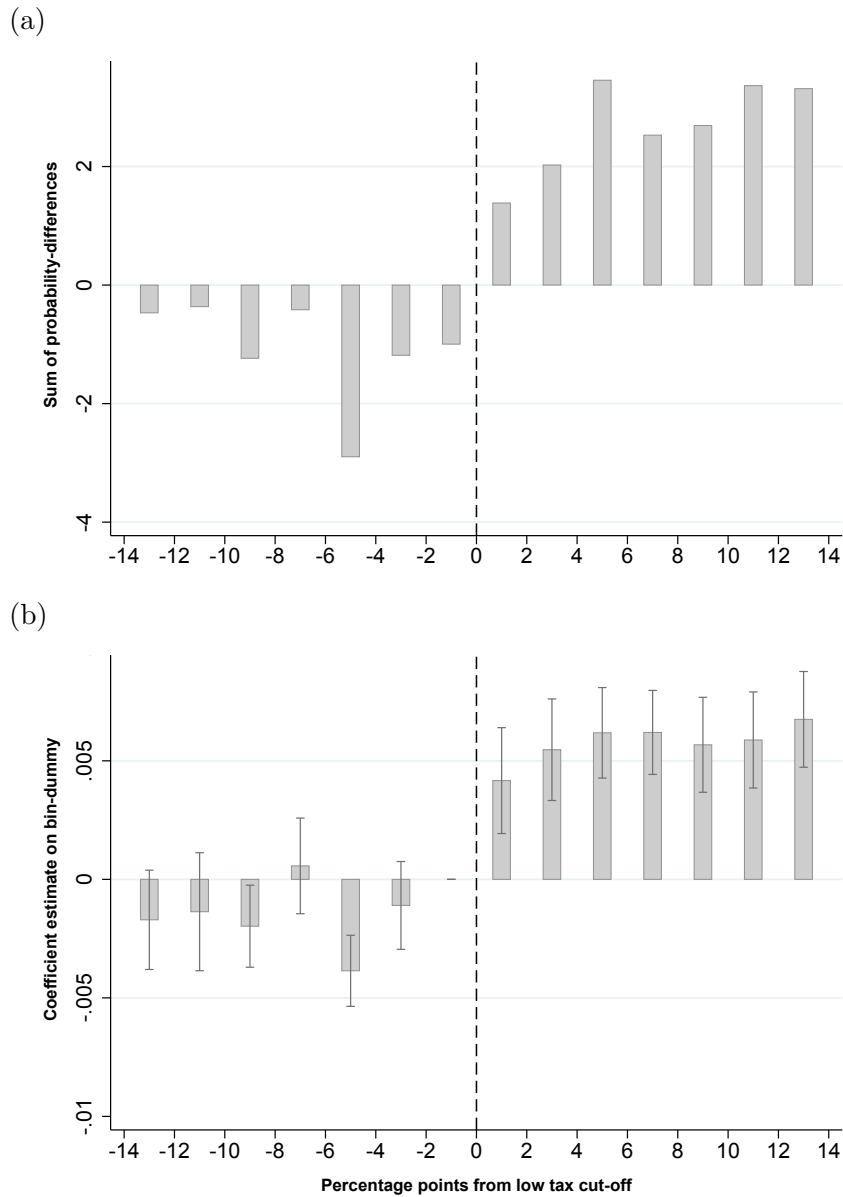 (a)
Sum of probability-differences
2
0
-2
-4
-14 -12 -10 -8 -6 -4 -2 0 2 4 6 8 10 12 14
(b)
Coefficient estimate on bin-dummy
.005
0
-.005
-.01
-14 -12 -10 -8 -6 -4 -2 0 2 4 6 8 10 12 14
Percentage points from low tax cut-off